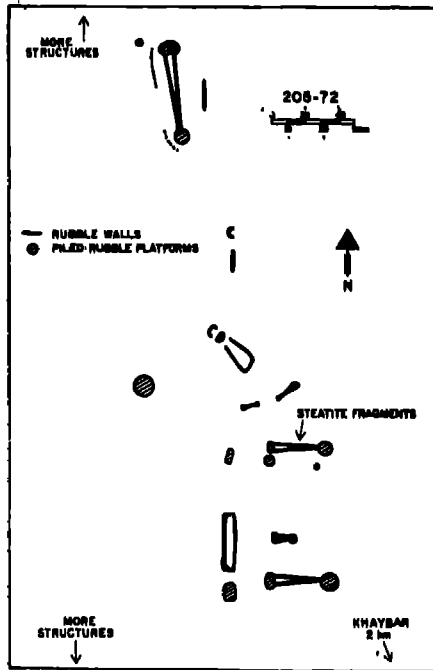 MORE
STRUCTURES
205-72
RUBBLE WALLS
PILED-RUBBLE PLATFORMS
N
STEATITE FRAGMENTS
MORE
STRUCTURES
KHAYBAR
2 km